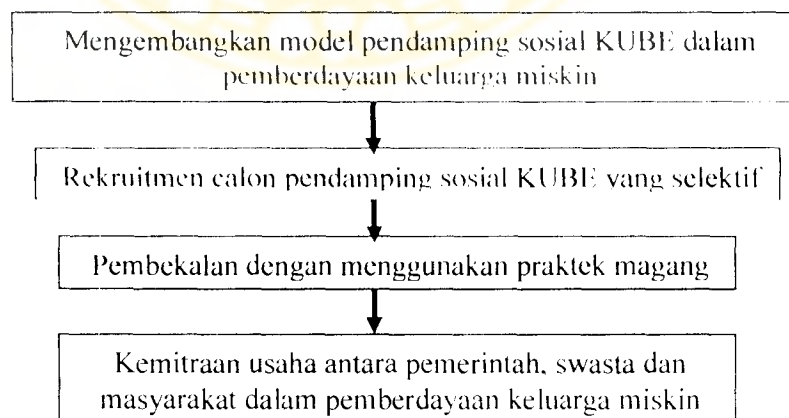 Mengembangkan model pendamping sosial KUBE dalam
pemberdayaan keluarga miskin
Rekruitmen calon pendamping sosial KUBE yang selektif
Pembekalan dengan menggunakan praktek magang
Kemitraan usaha antara pemerintah, swasta dan
masyarakat dalam pemberdayaan keluarga miskin